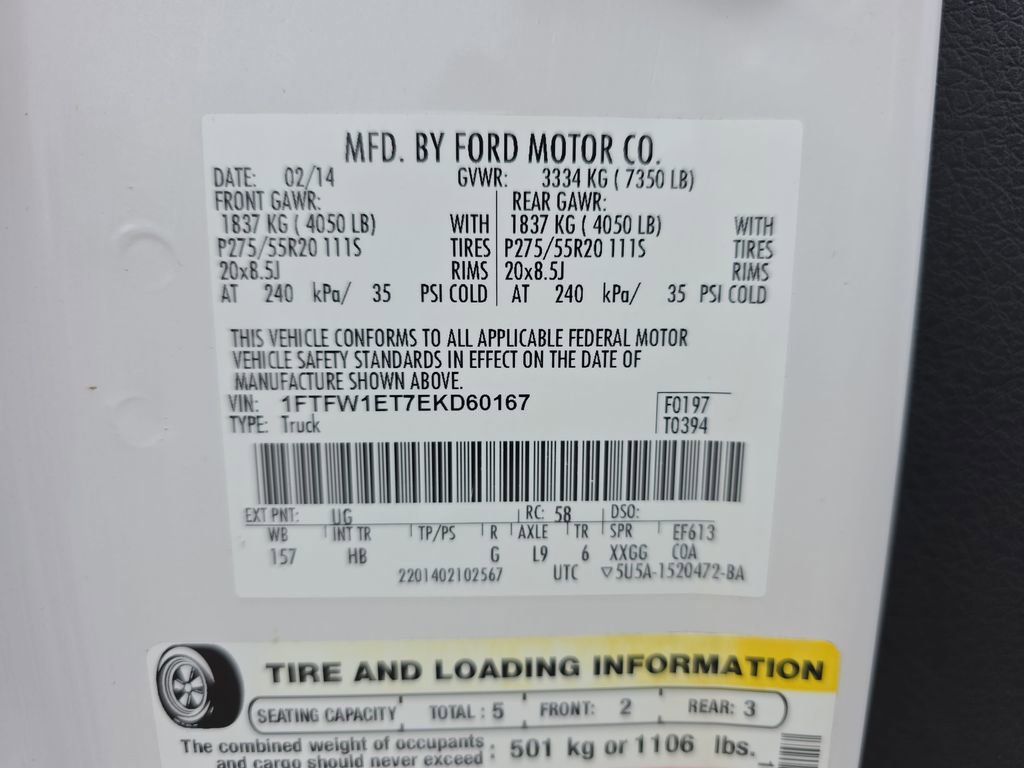 MFD. BY FORD MOTOR CO.
DATE: 02/14 GVWR: 3334 KG ( 7350 LB)
FRONT GAWR: REAR GAWR:
1837 KG ( 4050 LB) WITH 1837 KG ( 4050 LB) WITH
P275/55R20 111S TIRES P275/55R20 111S TIRES
20x8.5J RIMS 20x8.5J RIMS
AT 240 kPa/ 35 PSI COLD AT 240 kPa/ 35 PSI COLD
THIS VEHICLE CONFORMS TO ALL APPLICABLE FEDERAL MOTOR
VEHICLE SAFETY STANDARDS IN EFFECT ON THE DATE OF
MANUFACTURE SHOWN ABOVE.
VIN: 1FTFW1ET7EKD60167 F0197
TYPE: Truck T0394
EXT PNT: UG RC: 58 DSO:
WB INT TR TP/PS R AXLE TR SPR EF613
157 HB G L9 6 XXGG COA
2201402102567 UTC ▽5U5A-1520472-BA
TIRE AND LOADING INFORMATION
SEATING CAPACITY TOTAL : 5 FRONT: 2 REAR: 3
The combined weight of occupants
and cargo should never exceed : 501 kg or 1106 lbs.